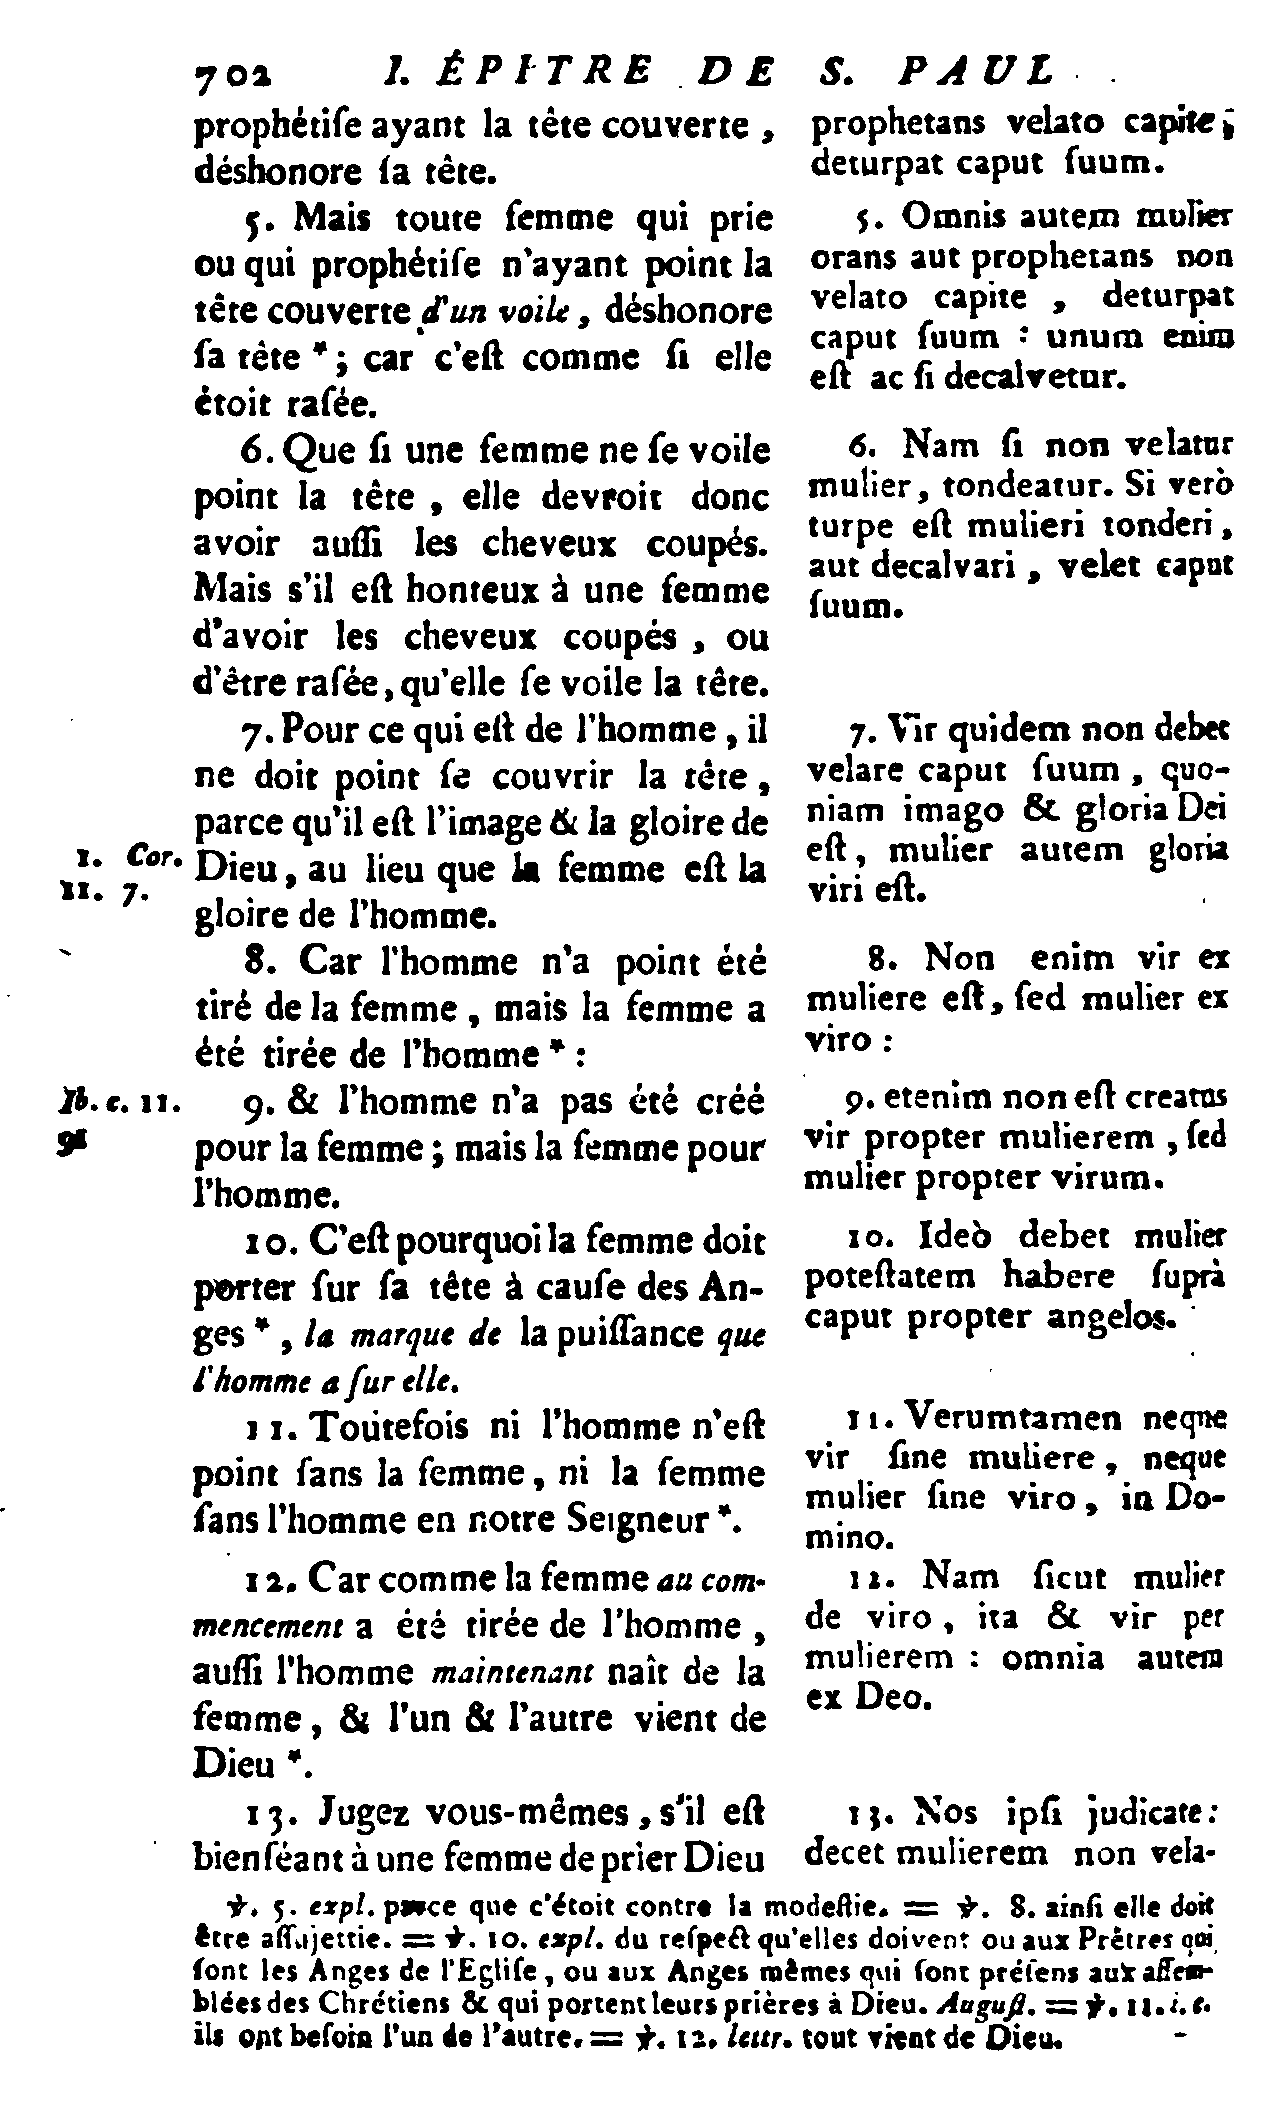 702 I. ÉPITRE DE S. PAUL
prophétiſe ayant la tête couverte,
déshonore ſa tête.
5. Mais toute femme qui prie
ou qui prophétiſe n'ayant point la
tête couverte d'un voile, déshonore
ſa tête *; car c'eſt comme ſi elle
étoit raſée.
6. Que ſi une femme ne ſe voile
point la tête, elle devroit donc
avoir auſſi les cheveux coupés.
Mais s'il eſt honteux à une femme
d'avoir les cheveux coupés, ou
d'être raſée, qu'elle ſe voile la tête.
7. Pour ce qui eſt de l'homme, il
ne doit point ſe couvrir la tête,
parce qu'il eſt l'image & la gloire de
Dieu, au lieu que la femme eſt la
gloire de l'homme.
8. Car l'homme n'a point été
tiré de la femme, mais la femme a
été tirée de l'homme * :
9. & l'homme n'a pas été créé
pour la femme; mais la femme pour
l'homme.
10. C'eſt pourquoi la femme doit
porter ſur ſa tête à cauſe des An-
ges *, la marque de la puiſſance que
l'homme a ſur elle.
11. Toutefois ni l'homme n'eſt
point ſans la femme, ni la femme
ſans l'homme en notre Seigneur *.
12. Car comme la femme au com-
mencement a été tirée de l'homme,
auſſi l'homme maintenant naît de la
femme, & l'un & l'autre vient de
Dieu *.
13. Jugez vous-mêmes, s'il eſt
bienſéant à une femme de prier Dieu
1. Cor.
11. 7.
Ib. c. 11.
9
prophetans velato capite,
deturpat caput ſuum.
5. Omnis autem mulier
orans aut prophetans non
velato capite, deturpat
caput ſuum : unum enim
eſt ac ſi decalvetur.
6. Nam ſi non velatur
mulier, tondeatur. Si verò
turpe eſt mulieri tonderi,
aut decalvari, velet caput
ſuum.
7. Vir quidem non debet
velare caput ſuum, quo-
niam imago & gloria Dei
eſt, mulier autem gloria
viri eſt.
8. Non enim vir ex
muliere eſt, ſed mulier ex
viro :
9. etenim non eſt creatus
vir propter mulierem, ſed
mulier propter virum.
10. Ideò debet mulier
poteſtatem habere ſuprà
caput propter angelos.
11. Verumtamen neque
vir ſine muliere, neque
mulier ſine viro, in Do-
mino.
12. Nam ſicut mulier
de viro, ita & vir per
mulierem : omnia autem
ex Deo.
13. Vos ipſi judicate:
decet mulierem non vela-
℣. 5. expl. parce que c'étoit contre la modeſtie. = ℣. 8. ainſi elle doit
être aſſujettie. = ℣. 10. expl. du reſpect qu'elles doivent ou aux Prêtres qui
ſont les Anges de l'Egliſe, ou aux Anges mêmes qui ſont préſens aux aſſem-
blées des Chrétiens & qui portent leurs prières à Dieu. Auguſt. = ℣. 11. i. e.
ils ont beſoin l'un de l'autre. = ℣. 12. lettr. tout vient de Dieu.